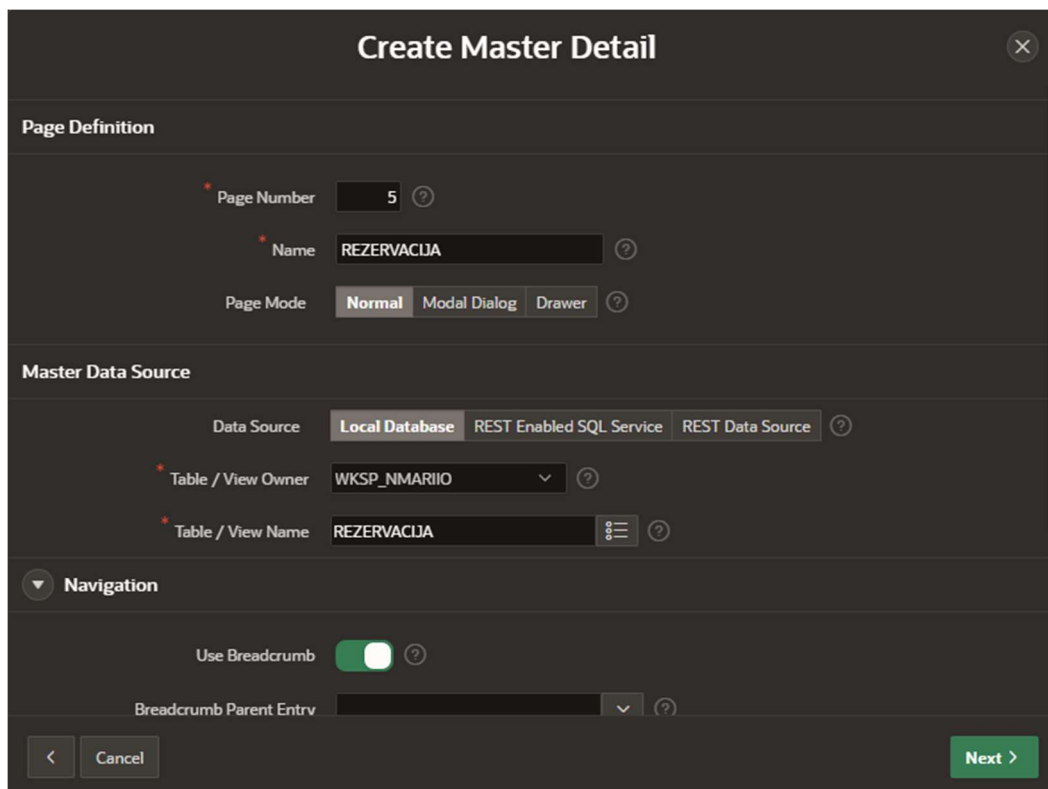 Create Master Detail
Page Definition
* Page Number 5 ?
* Name REZERVACIJA ?
Page Mode Normal Modal Dialog Drawer ?
Master Data Source
Data Source Local Database REST Enabled SQL Service REST Data Source ?
* Table / View Owner WKSP_NMARIIO ?
* Table / View Name REZERVACIJA ?
Navigation
Use Breadcrumb ?
Breadcrumb Parent Entry ?
Cancel Next >